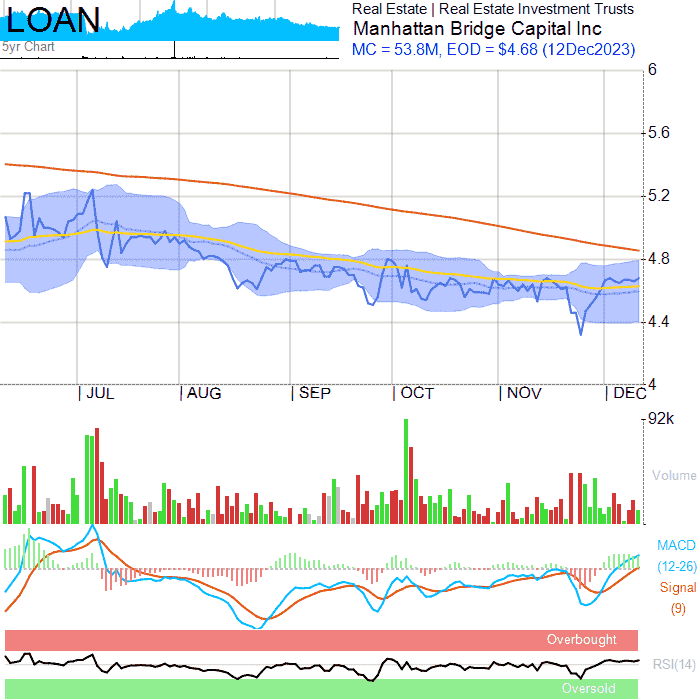 LOAN
5yr Chart
Real Estate | Real Estate Investment Trusts
Manhattan Bridge Capital Inc
MC = 53.8M, EOD = $4.68 (12Dec2023)
6
5.6
5.2
4.8
4.4
4
| JUL | AUG | SEP | OCT | NOV | DEC
92k
Volume
MACD
(12-26)
Signal
(9)
Overbought
RSI(14)
Oversold